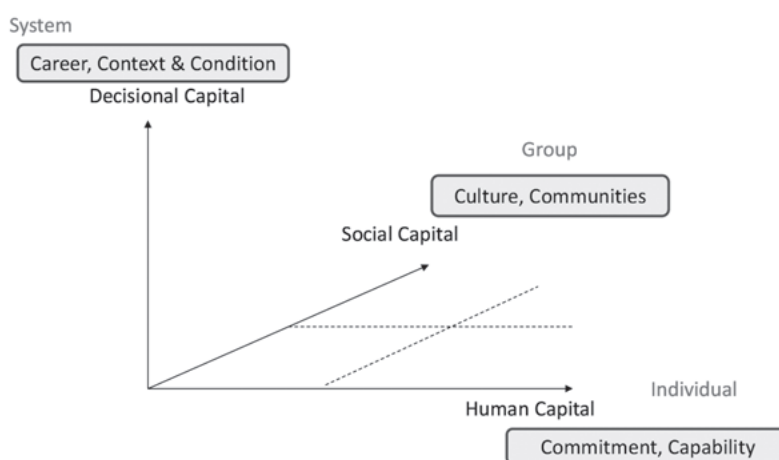 System
Career, Context & Condition
Decisional Capital
Group
Culture, Communities
Social Capital
Individual
Human Capital
Commitment, Capability